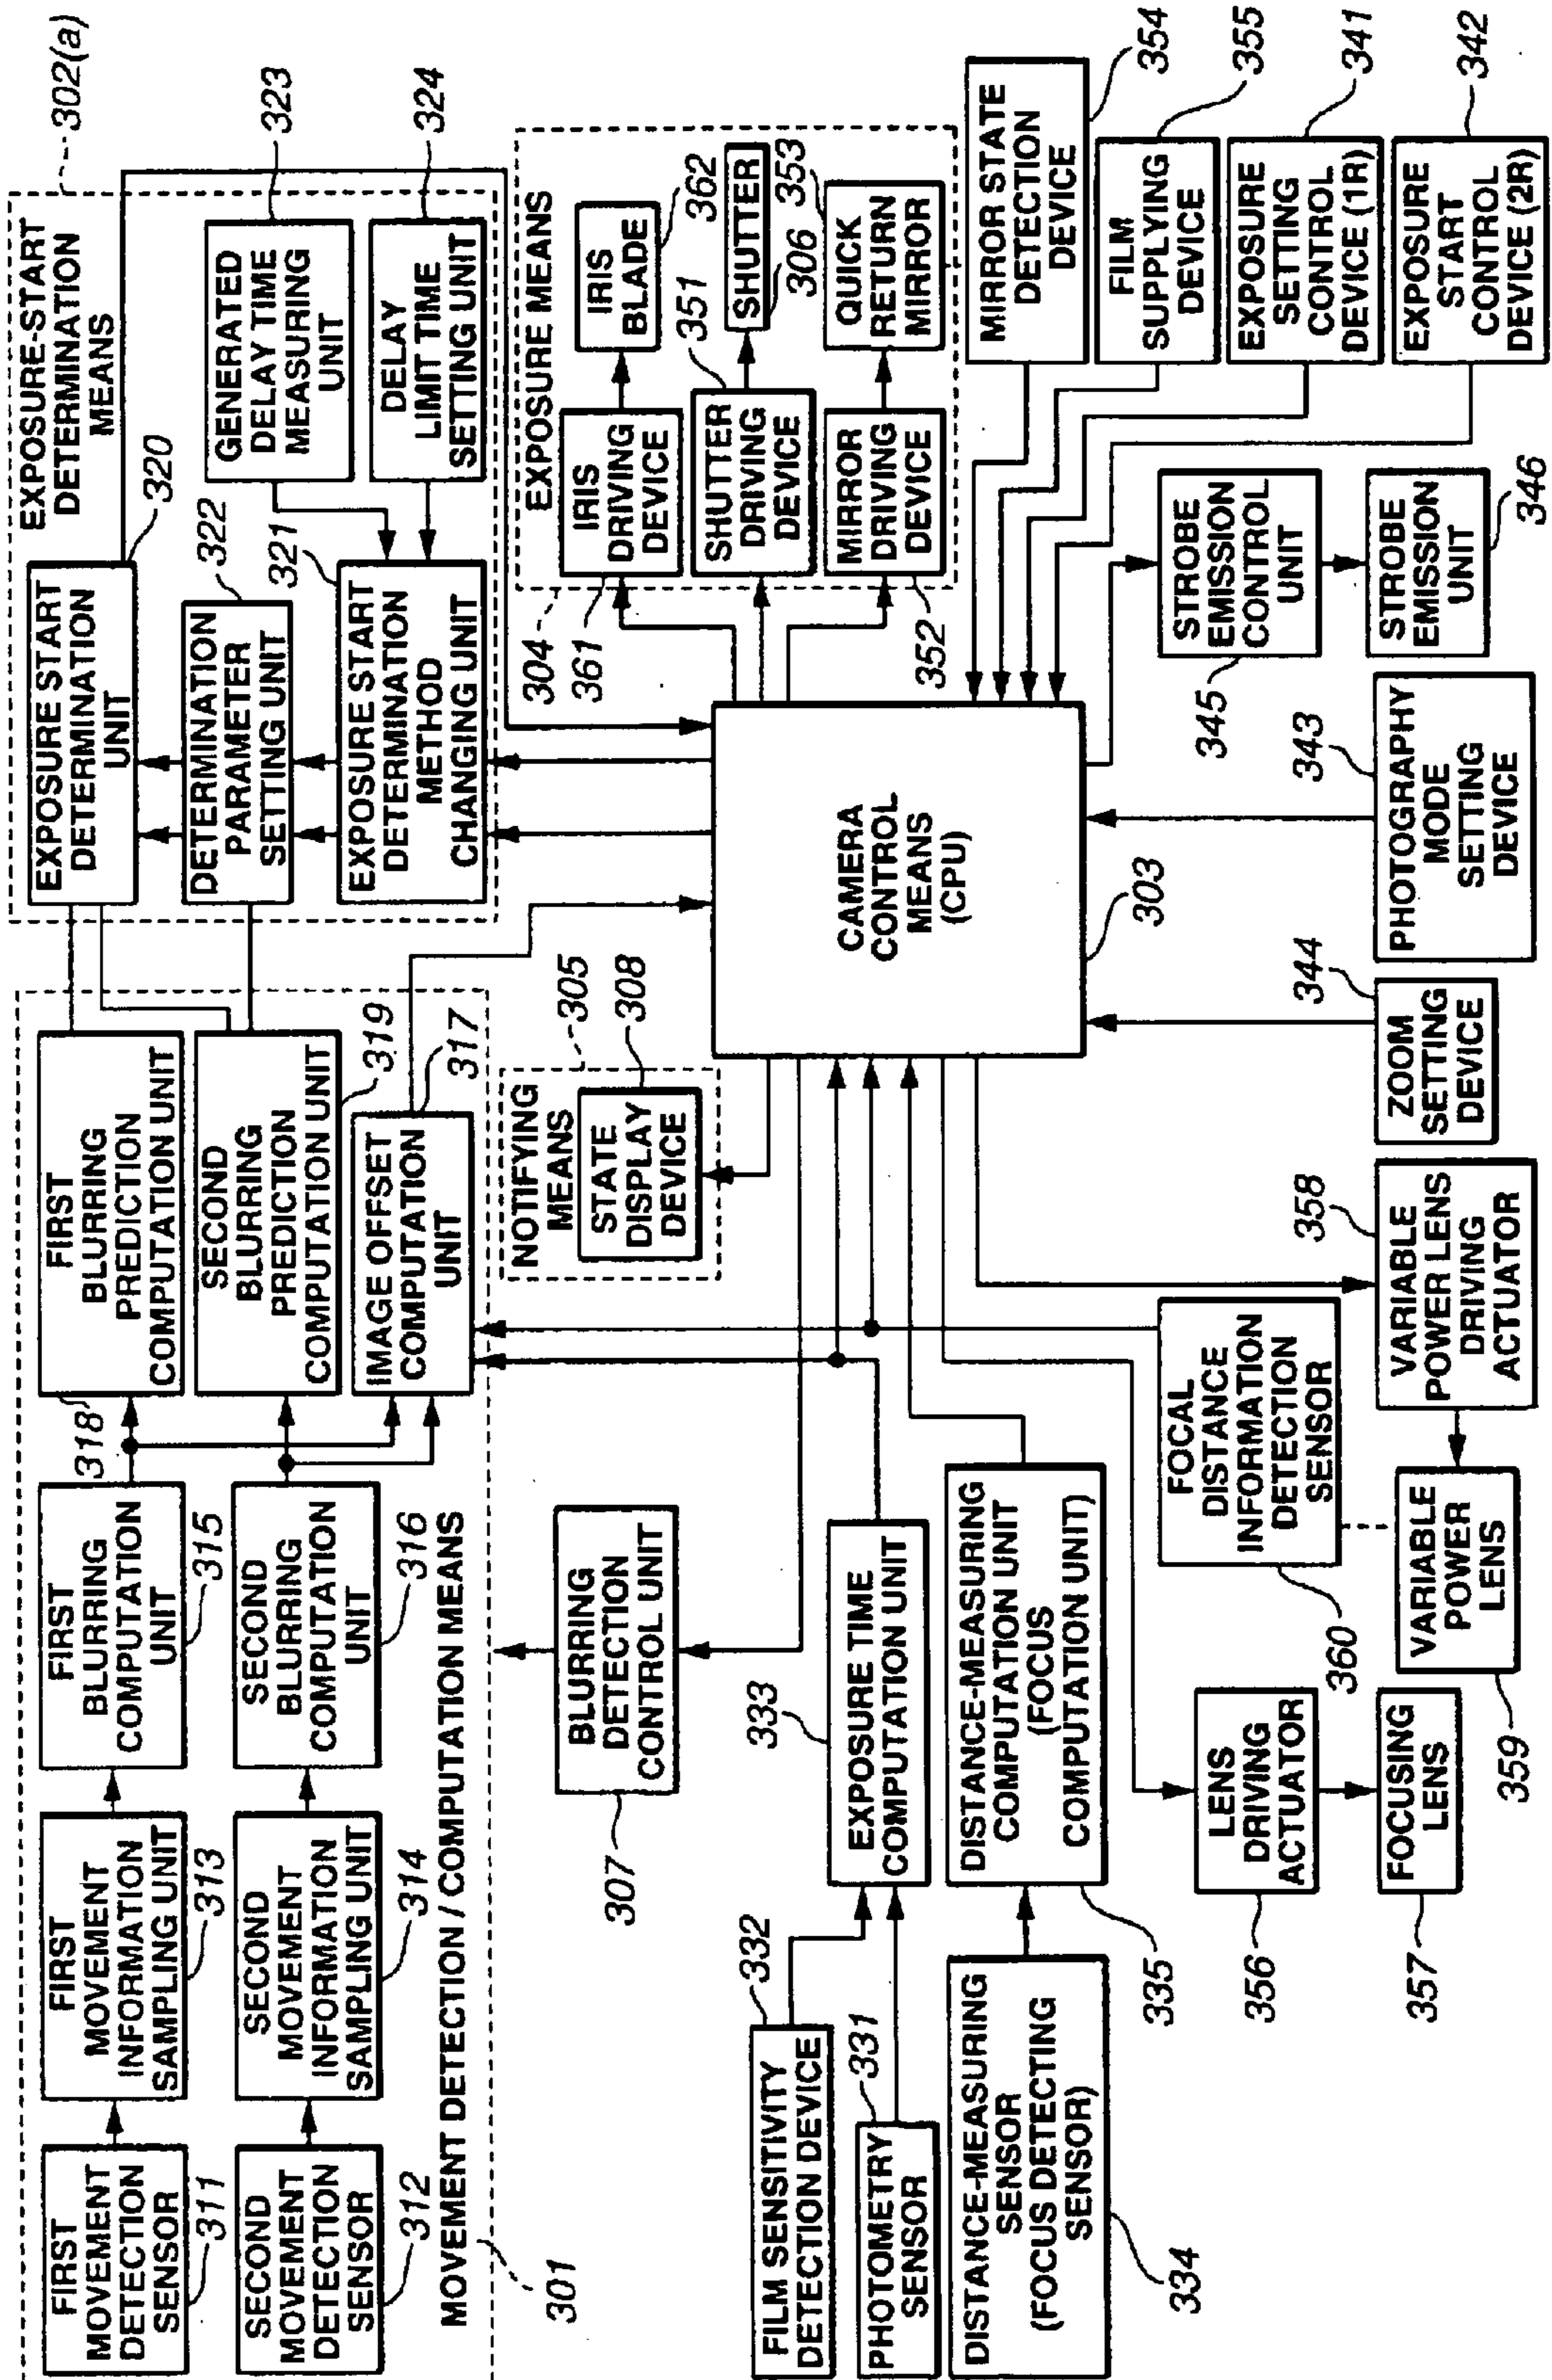 FIRST
MOVEMENT
DETECTION
SENSOR
311
FIRST
MOVEMENT
INFORMATION
SAMPLING UNIT
313
FIRST
BLURRING
COMPUTATION
UNIT
315
318
FIRST
BLURRING
PREDICTION
COMPUTATION UNIT
SECOND
MOVEMENT
DETECTION
SENSOR
312
SECOND
MOVEMENT
INFORMATION
SAMPLING UNIT
314
SECOND
BLURRING
COMPUTATION
UNIT
316
SECOND
BLURRING
PREDICTION
COMPUTATION UNIT
319
IMAGE OFFSET
COMPUTATION
UNIT
317
MOVEMENT DETECTION / COMPUTATION MEANS
301
EXPOSURE-START
DETERMINATION
MEANS
302(a)
EXPOSURE START
DETERMINATION
UNIT
320
DETERMINATION
PARAMETER
SETTING UNIT
322
EXPOSURE START
DETERMINATION
METHOD
CHANGING UNIT
321
GENERATED
DELAY TIME
MEASURING
UNIT
323
DELAY
LIMIT TIME
SETTING UNIT
324
BLURRING
DETECTION
CONTROL UNIT
307
NOTIFYING
MEANS
305
STATE
DISPLAY
DEVICE
308
EXPOSURE MEANS
304
IRIS
DRIVING
DEVICE
361
IRIS
BLADE
362
SHUTTER
DRIVING
DEVICE
351
SHUTTER
306
MIRROR
DRIVING
DEVICE
352
QUICK
RETURN
MIRROR
353
FILM SENSITIVITY
DETECTION DEVICE
332
PHOTOMETRY
SENSOR
331
EXPOSURE TIME
COMPUTATION UNIT
333
DISTANCE-MEASURING
SENSOR
(FOCUS DETECTING
SENSOR)
334
DISTANCE-MEASURING
COMPUTATION UNIT
(FOCUS
COMPUTATION UNIT)
335
CAMERA
CONTROL
MEANS
(CPU)
303
MIRROR STATE
DETECTION
DEVICE
354
FILM
SUPPLYING
DEVICE
355
EXPOSURE
SETTING
CONTROL
DEVICE (1R)
341
EXPOSURE
START
CONTROL
DEVICE (2R)
342
LENS
DRIVING
ACTUATOR
356
FOCUSING
LENS
357
FOCAL
DISTANCE
INFORMATION
DETECTION
SENSOR
360
VARIABLE
POWER
LENS
359
VARIABLE
POWER LENS
DRIVING
ACTUATOR
358
ZOOM
SETTING
DEVICE
344
PHOTOGRAPHY
MODE
SETTING
DEVICE
343
STROBE
EMISSION
CONTROL
UNIT
345
STROBE
EMISSION
UNIT
346